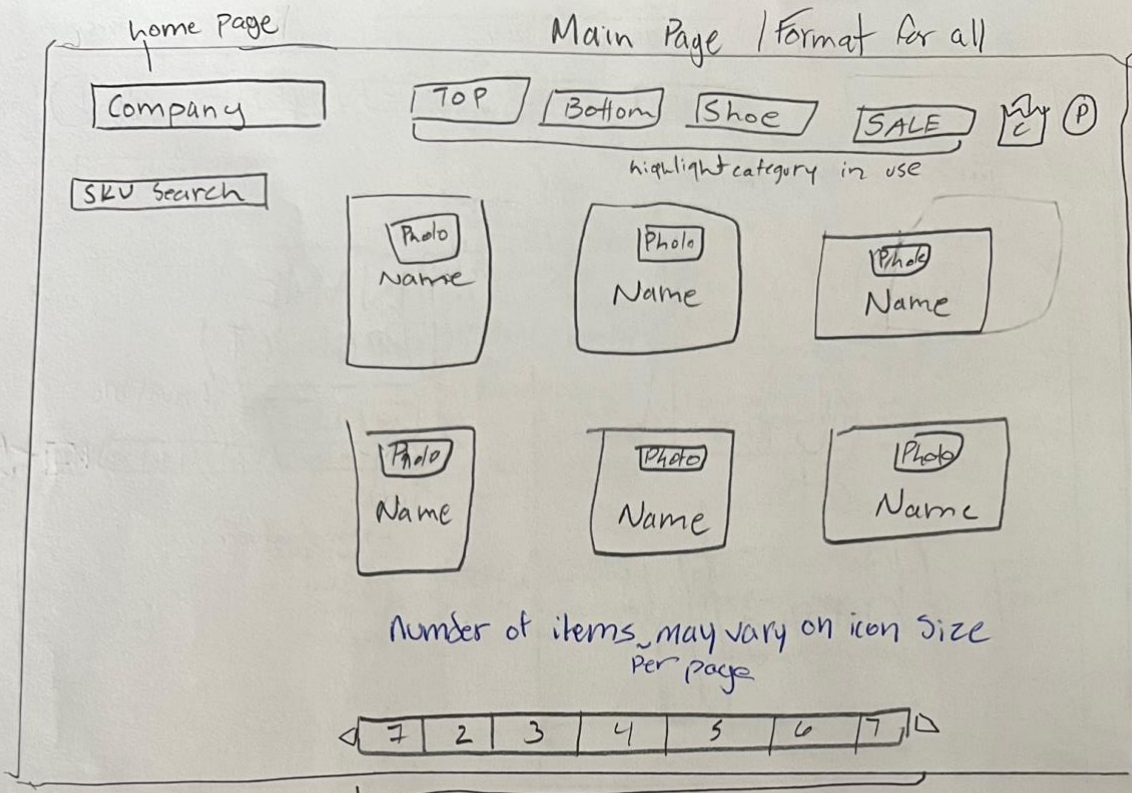 home page
Main Page / Format for all
Company
TOP
Bottom
Shoe
SALE
C
P
highlight category in use
SKU Search
Photo
Name
Photo
Name
Photo
Name
Photo
Name
Photo
Name
Photo
Name
Number of items may vary on icon size
Per page
1 2 3 4 5 6 7